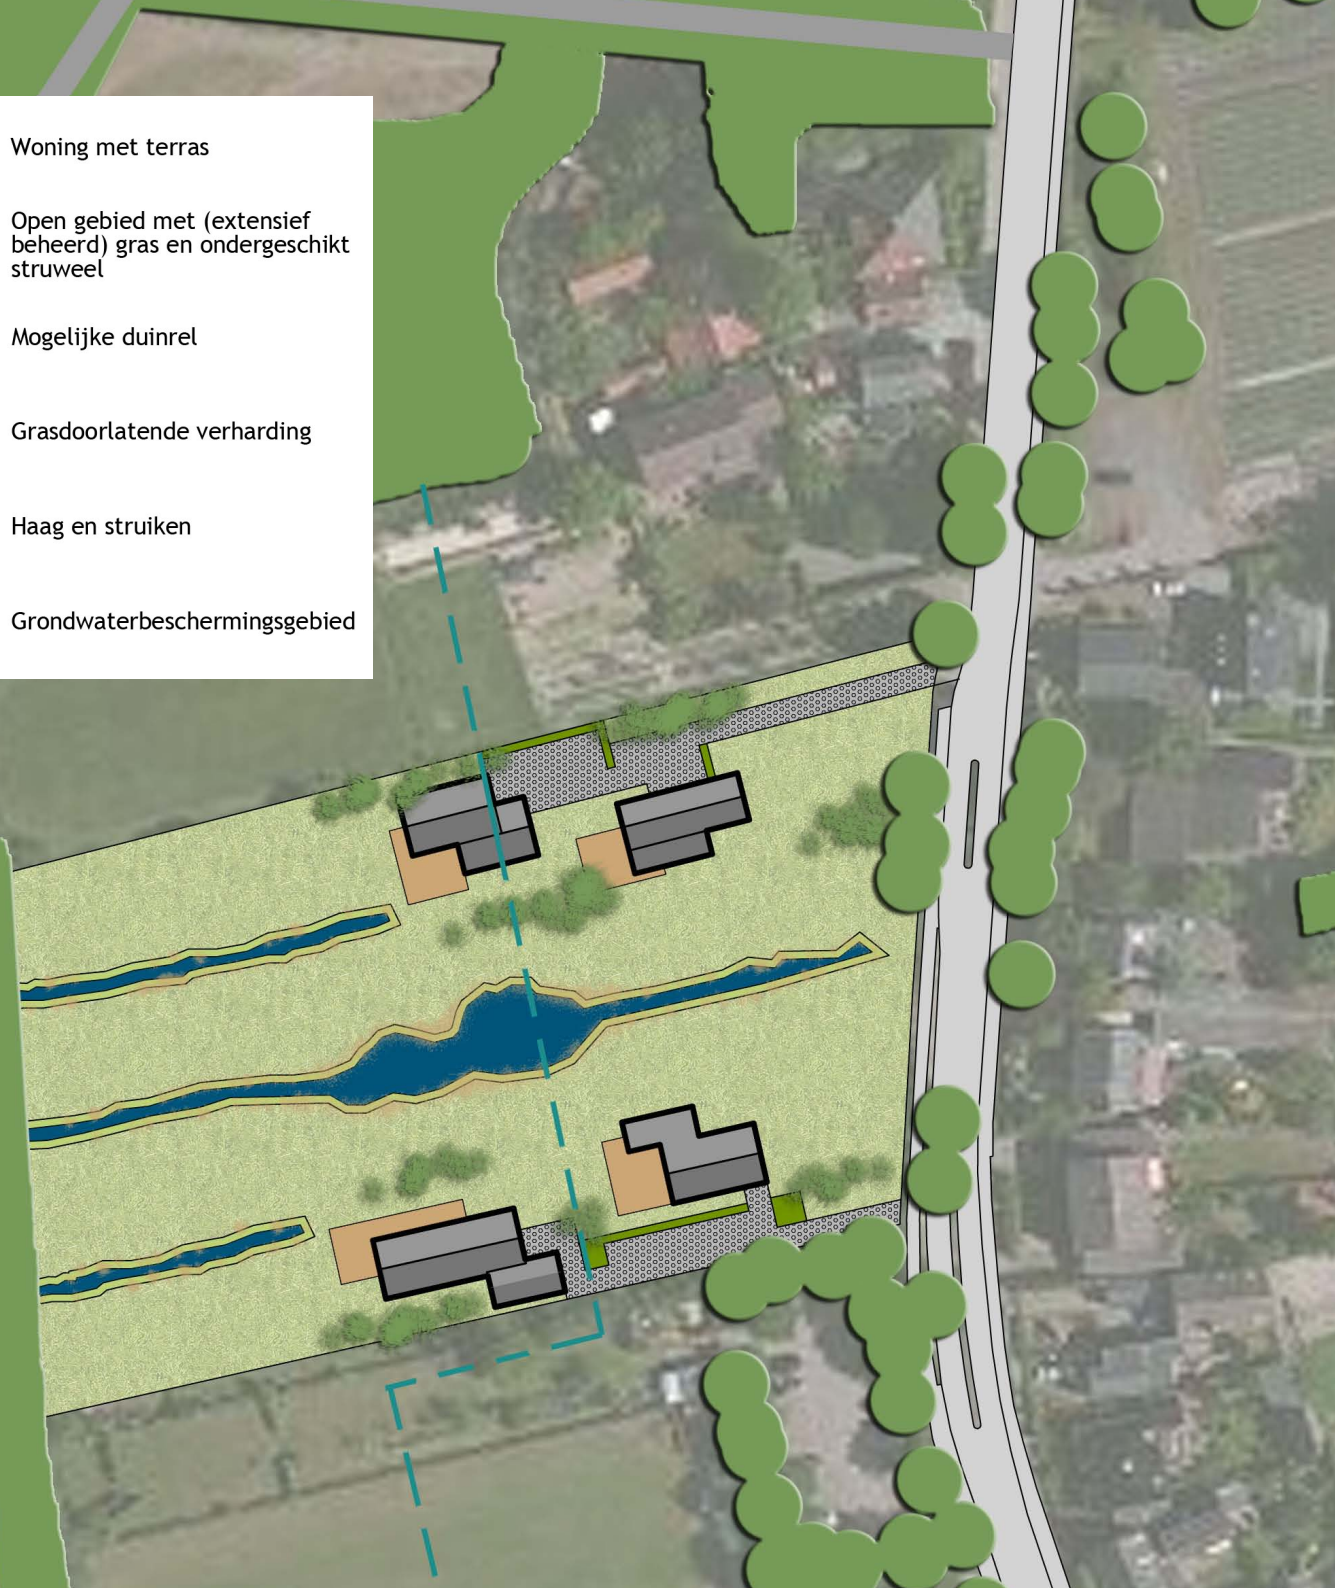 Woning met terras
Open gebied met (extensief
beheerd) gras en ondergeschikt
struweel
Mogelijke duinrel
Grasdoorlatende verharding
Haag en struiken
Grondwaterbeschermingsgebied